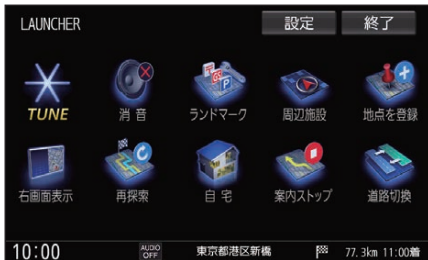 LAUNCHER 設定 終了
TUNE 消音 ランドマーク 周辺施設 地点を登録
右画面表示 再探索 自宅 案内ストップ 道路切換
10:00 AUDIO OFF 東京都港区新橋 77.3km 11:00着